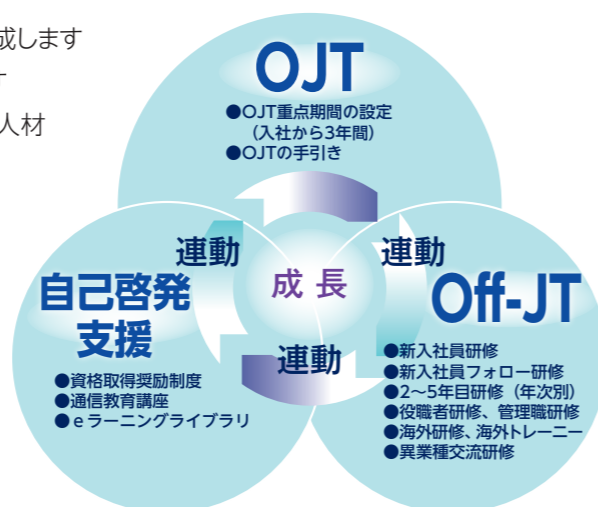 成します
人材
OJT
●OJT重点期間の設定
（入社から3年間）
●OJTの手引き
連動
連動
成長
自己啓発
支援
Off-JT
連動
●資格取得奨励制度
●通信教育講座
●eラーニングライブラリ
●新入社員研修
●新入社員フォロー研修
●2～5年目研修（年次別）
●役職者研修、管理職研修
●海外研修、海外トレーニー
●異業種交流研修